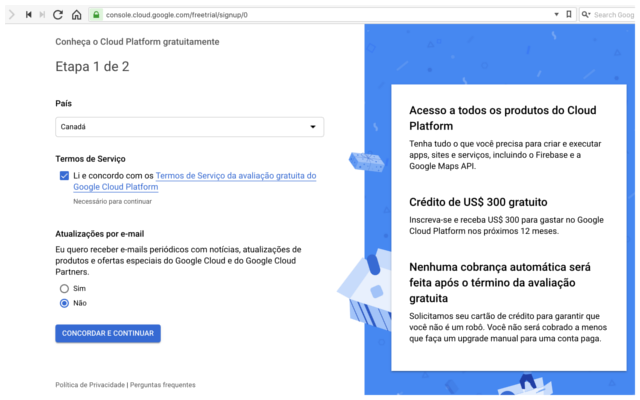 console.cloud.google.com/freetrial/signup/0
Search Goog
Conheça o Cloud Platform gratuitamente
Etapa 1 de 2
País
Canadá
Termos de Serviço
Li e concordo com os Termos de Serviço da avaliação gratuita do
Google Cloud Platform
Necessário para continuar
Atualizações por e-mail
Eu quero receber e-mails periódicos com notícias, atualizações de
produtos e ofertas especiais do Google Cloud e do Google Cloud
Partners.
Sim
Não
CONCORDAR E CONTINUAR
Política de Privacidade | Perguntas frequentes
Acesso a todos os produtos do Cloud
Platform
Tenha tudo o que você precisa para criar e executar
apps, sites e serviços, incluindo o Firebase e a
Google Maps API.
Crédito de US$ 300 gratuito
Inscreva-se e receba US$ 300 para gastar no Google
Cloud Platform nos próximos 12 meses.
Nenhuma cobrança automática será
feita após o término da avaliação
gratuita
Solicitamos seu cartão de crédito para garantir que
você não é um robô. Você não será cobrado a menos
que faça um upgrade manual para uma conta paga.